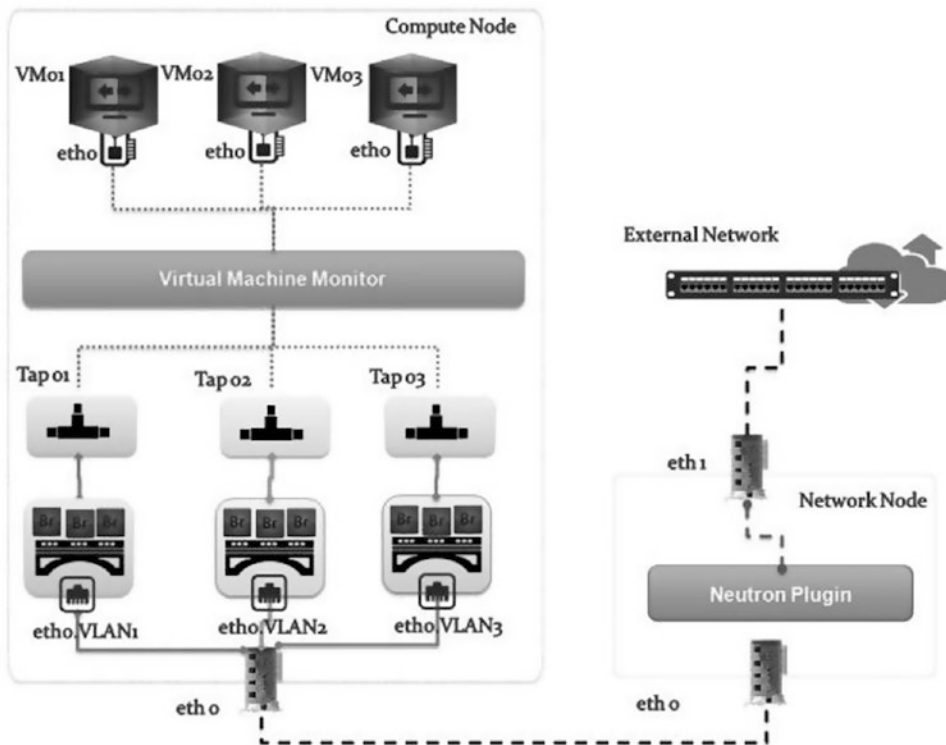 Compute Node
VM01
VM02
VM03
eth0
eth0
eth0
Virtual Machine Monitor
External Network
Tap 01
Tap 02
Tap 03
eth 1
Network Node
Br Br Br
Br Br Br
Br Br Br
Neutron Plugin
eth0.VLAN1
eth0.VLAN2
eth0.VLAN3
eth 0
eth 0